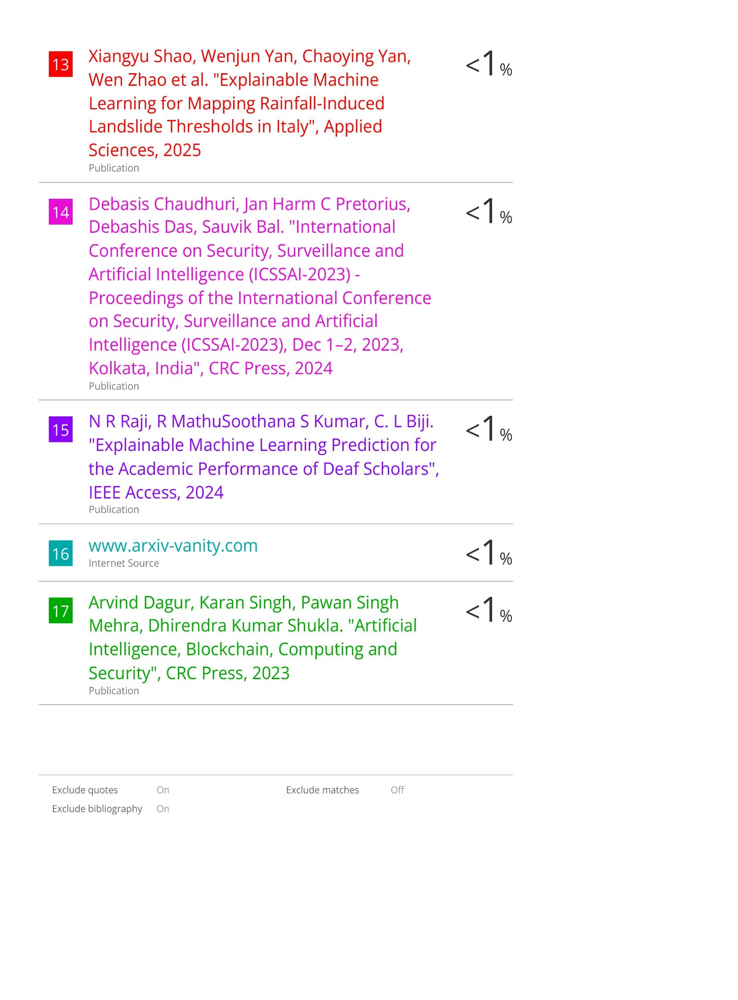 13
Xiangyu Shao, Wenjun Yan, Chaoying Yan,
<1%
Wen Zhao et al. "Explainable Machine
Learning for Mapping Rainfall-Induced
Landslide Thresholds in Italy", Applied
Sciences, 2025
Publication
14
Debasis Chaudhuri, Jan Harm C Pretorius,
<1%
Debashis Das, Sauvik Bal. "International
Conference on Security, Surveillance and
Artificial Intelligence (ICSSAI-2023) -
Proceedings of the International Conference
on Security, Surveillance and Artificial
Intelligence (ICSSAI-2023), Dec 1–2, 2023,
Kolkata, India", CRC Press, 2024
Publication
15
N R Raji, R MathuSoothana S Kumar, C. L Biji.
<1%
"Explainable Machine Learning Prediction for
the Academic Performance of Deaf Scholars",
IEEE Access, 2024
Publication
16
www.arxiv-vanity.com
<1%
Internet Source
17
Arvind Dagur, Karan Singh, Pawan Singh
<1%
Mehra, Dhirendra Kumar Shukla. "Artificial
Intelligence, Blockchain, Computing and
Security", CRC Press, 2023
Publication
Exclude quotes On Exclude matches Off
Exclude bibliography On